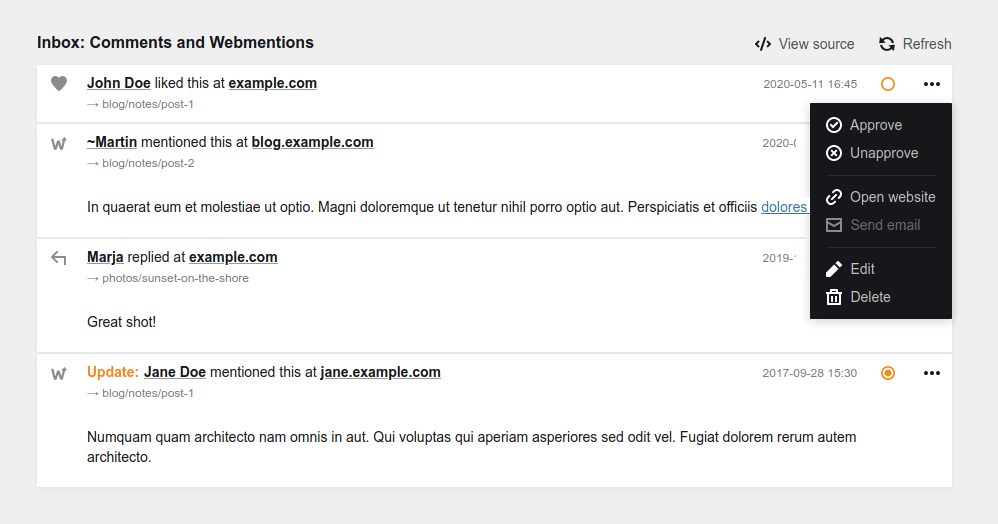 Inbox: Comments and Webmentions
View source
Refresh
John Doe liked this at example.com
2020-05-11 16:45
→ blog/notes/post-1
~Martin mentioned this at blog.example.com
→ blog/notes/post-2
In quaerat eum et molestiae ut optio. Magni doloremque ut tenetur nihil porro optio aut. Perspiciatis et officiis dolores
Marja replied at example.com
→ photos/sunset-on-the-shore
Great shot!
Approve
Unapprove
Open website
Send email
Edit
Delete
Update: Jane Doe mentioned this at jane.example.com
2017-09-28 15:30
→ blog/notes/post-1
Numquam quam architecto nam omnis in aut. Qui voluptas qui aperiam asperiores sed odit vel. Fugiat dolorem rerum autem
architecto.